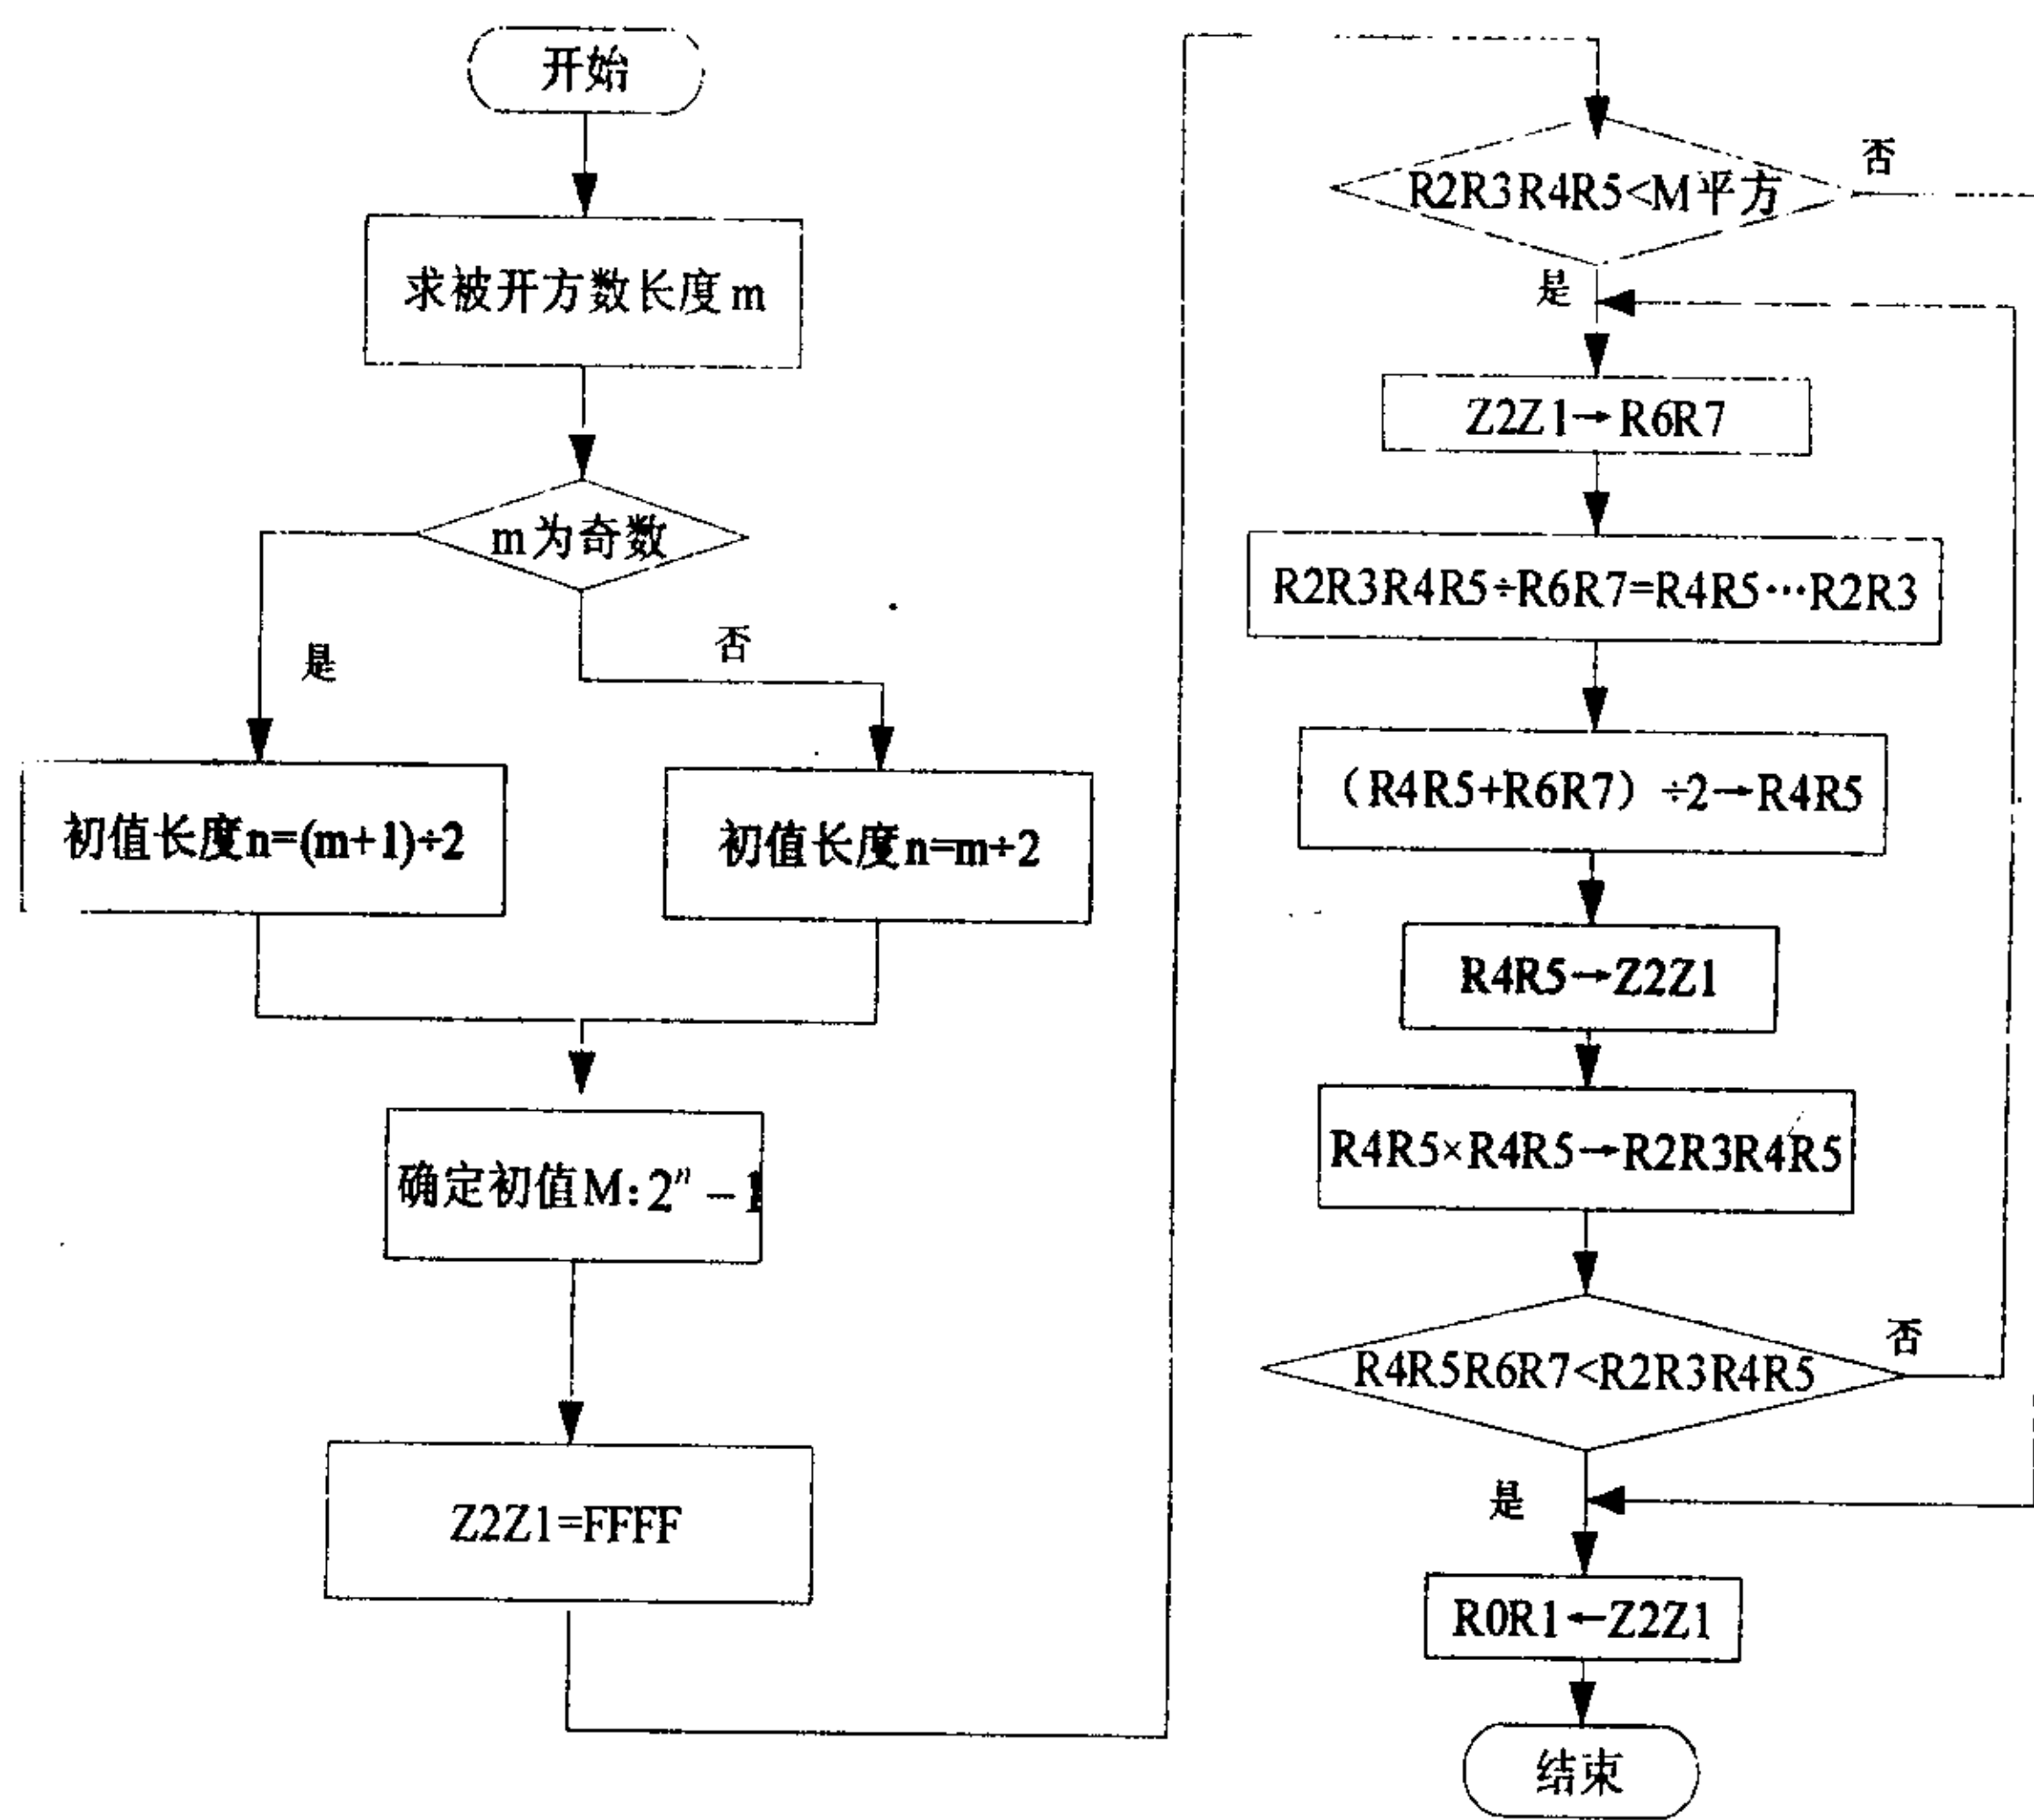 开始
求被开方数长度m
m为奇数
是
否
初值长度n=(m+1)÷2
初值长度n=m÷2
确定初值M:2ⁿ-1
Z2Z1=FFFF
R2R3R4R5<M平方
否
是
Z2Z1→R6R7
R2R3R4R5÷R6R7=R4R5…R2R3
（R4R5+R6R7）÷2→R4R5
R4R5→Z2Z1
R4R5×R4R5→R2R3R4R5
R4R5R6R7<R2R3R4R5
否
是
R0R1←Z2Z1
结束